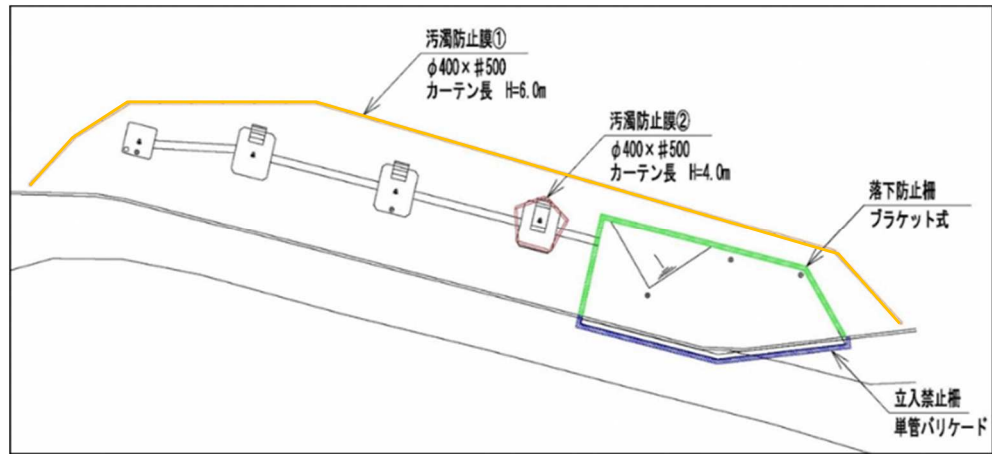 汚濁防止膜①
φ400×#500
カーテン長 H=6.0m
汚濁防止膜②
φ400×#500
カーテン長 H=4.0m
落下防止柵
ブラケット式
立入禁止柵
単管バリケード